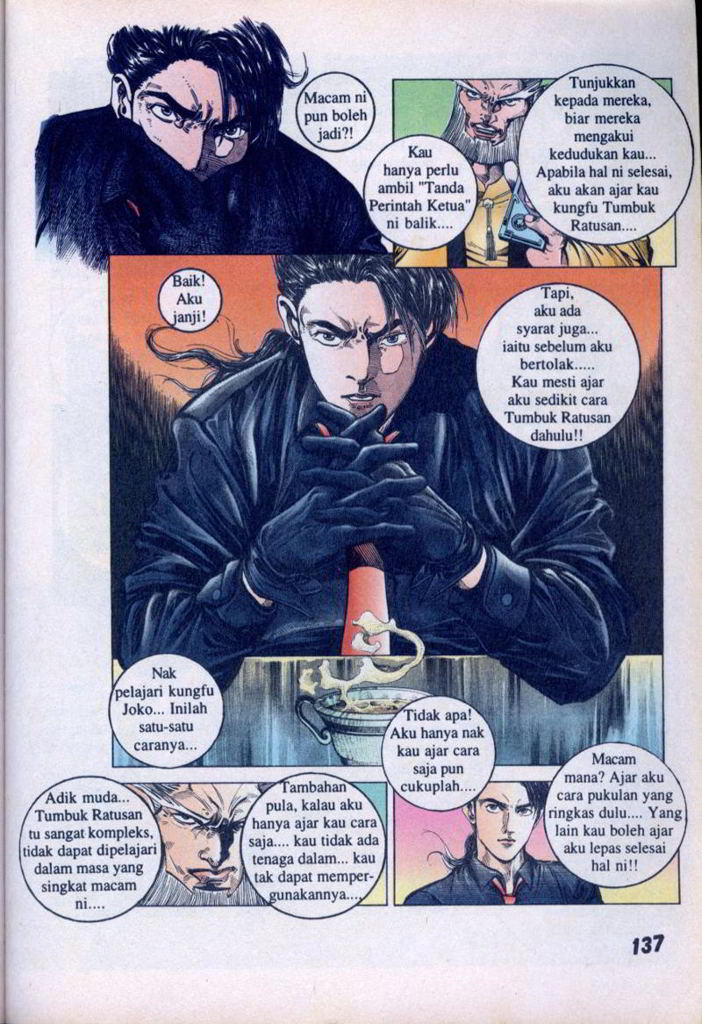 Macam ni
pun boleh
jadi?!
Kau
hanya perlu
ambil "Tanda
Perintah Ketua"
ni balik....
Tunjukkan
kepada mereka,
biar mereka
mengakui
kedudukan kau...
Apabila hal ni selesai,
aku akan ajar kau
kungfu Tumbuk
Ratusan....
Baik!
Aku
janji!
Tapi,
aku ada
syarat juga...
iaitu sebelum aku
bertolak.....
Kau mesti ajar
aku sedikit cara
Tumbuk Ratusan
dahulu!!
Nak
pelajari kungfu
Joko... Inilah
satu-satu
caranya...
Tidak apa!
Aku hanya nak
kau ajar cara
saja pun
cukuplah....
Adik muda...
Tumbuk Ratusan
tu sangat kompleks,
tidak dapat dipelajari
dalam masa yang
singkat macam
ni....
Tambahan
pula, kalau aku
hanya ajar kau cara
saja.... kau tidak ada
tenaga dalam... kau
tak dapat memper-
gunakannya....
Macam
mana? Ajar aku
cara pukulan yang
ringkas dulu.... Yang
lain kau boleh ajar
aku lepas selesai
hal ni!!
137